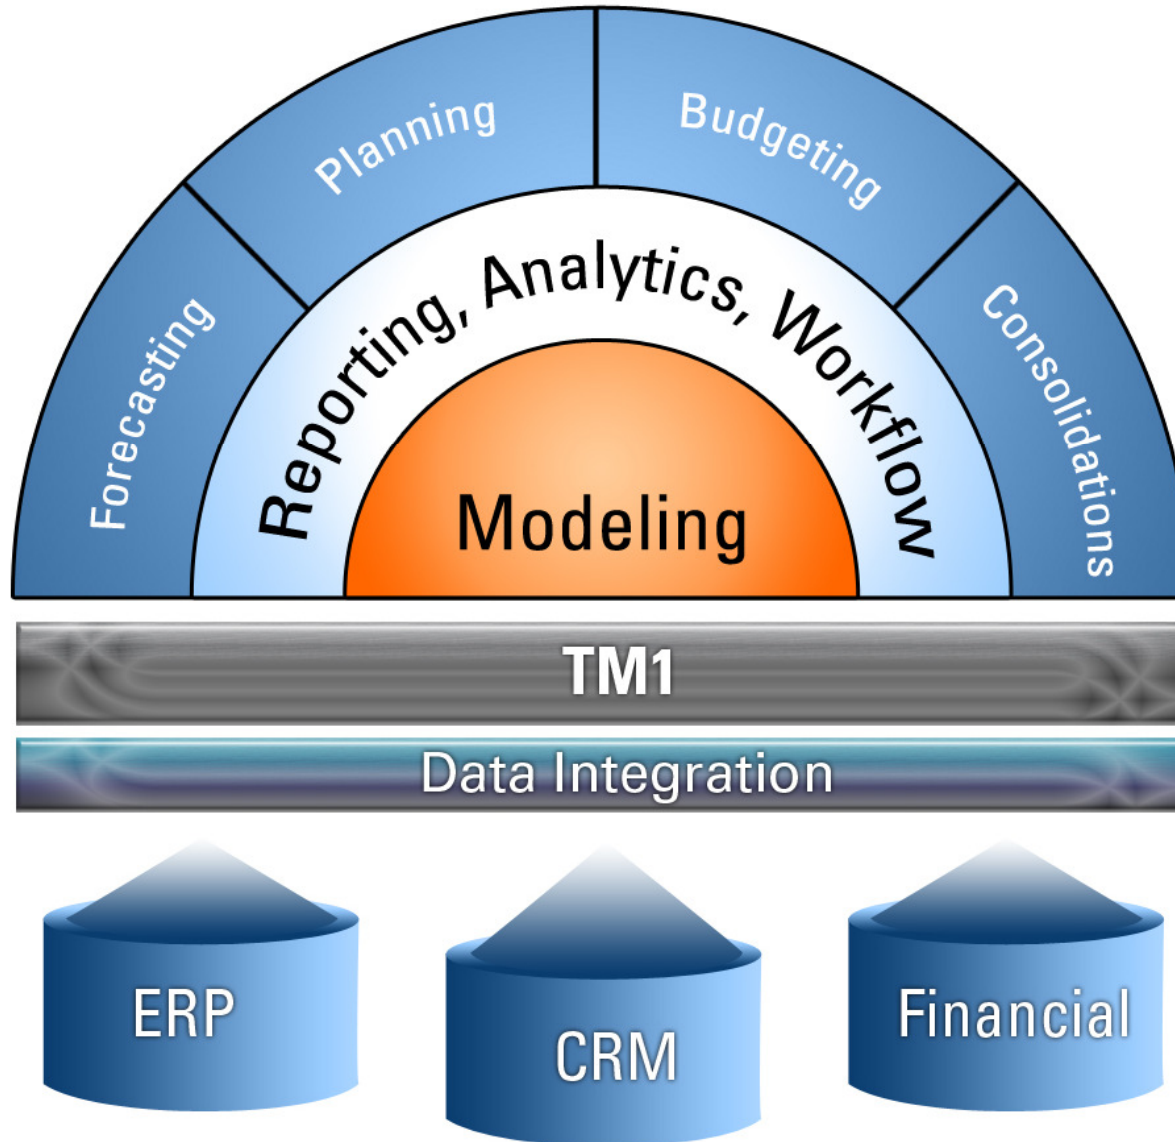 Forecasting
Planning
Budgeting
Consolidations
Reporting, Analytics, Workflow
Modeling
TM1
Data Integration
ERP
CRM
Financial